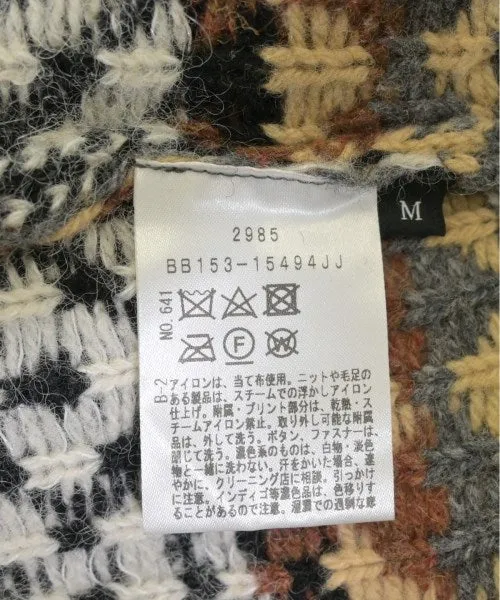 M
2985
BB153-15494JJ
NO.641
F
W
B-2
アイロンは、当て布使用。ニットや毛足の
ある製品は、スチームでの浮かしアイロン
仕上げ。附属・プリント部分は、乾熱・ス
チームアイロン禁止。取り外し可能な附属
品は、外して洗う。ボタン、ファスナーは、
閉じて洗う。濃色系のものは、白物・淡色
物と一緒に洗わない。汗をかいた場合、速
やかに、クリーニング店に相談。引っかけ
に注意。インディゴ等濃色品は、色移りす
ることがあるので注意。湿潤での過剰な摩